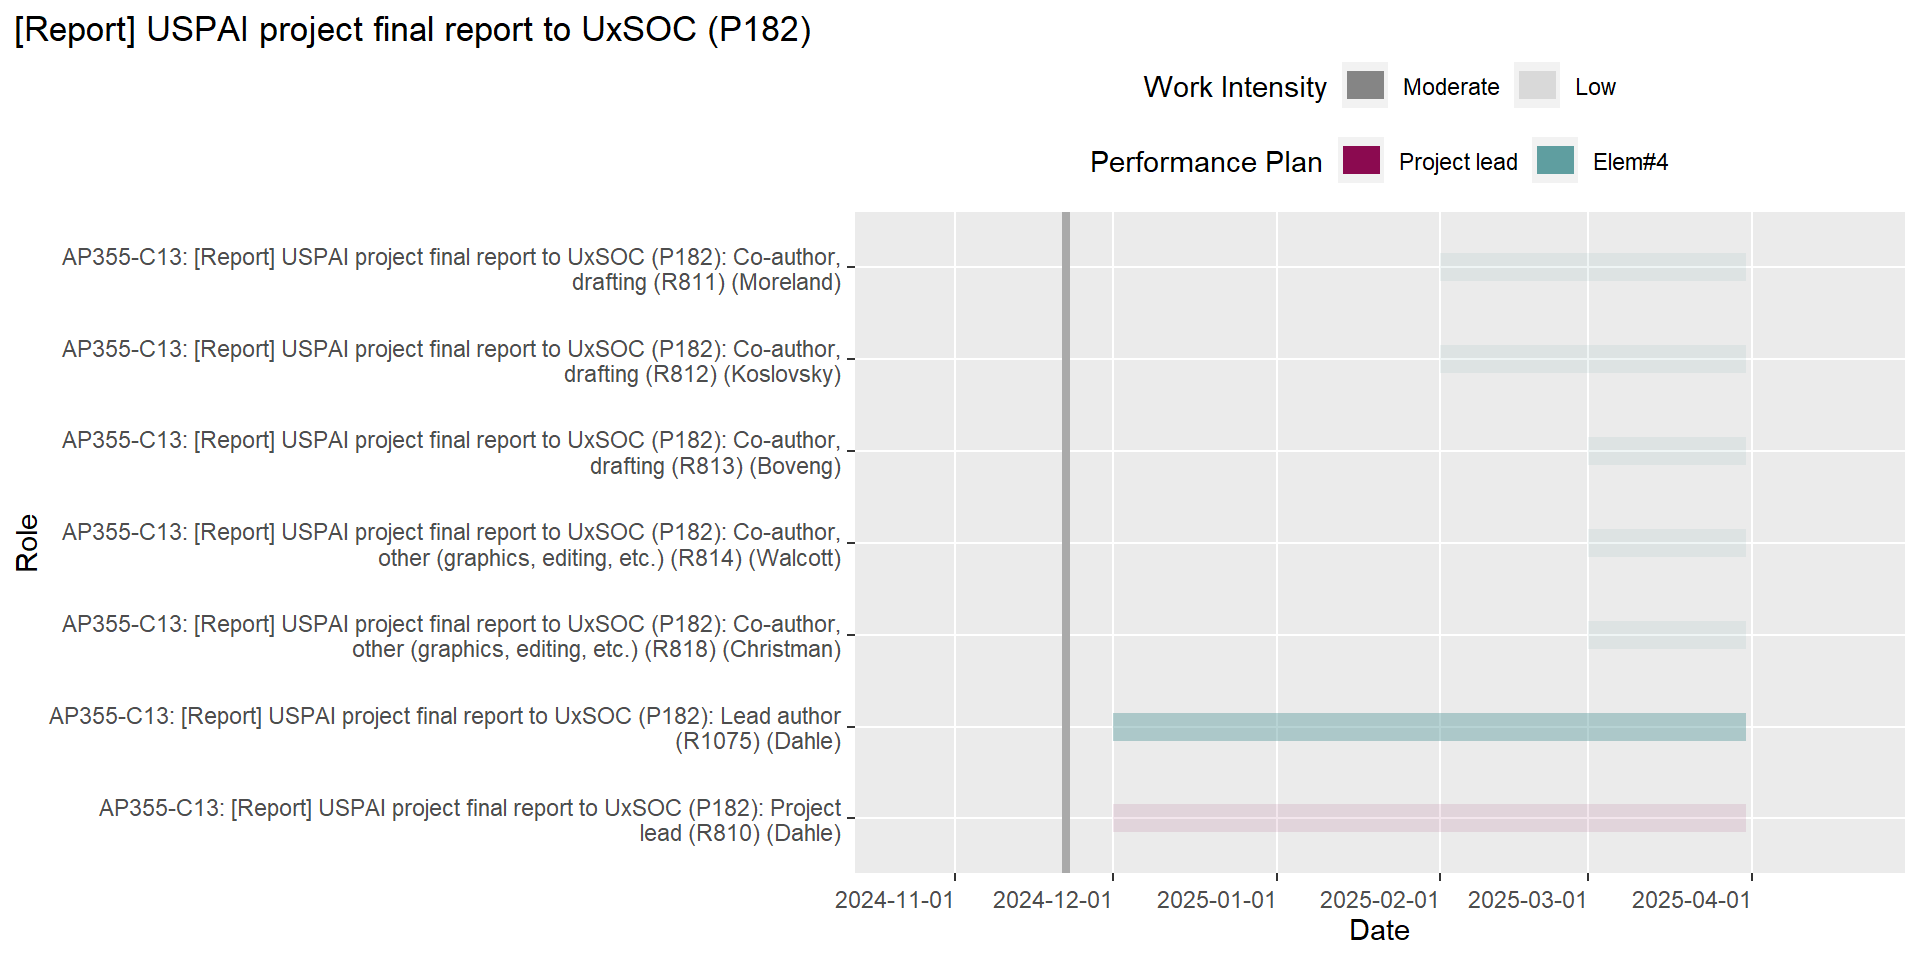 [Report] USPAI project final report to UxSOC (P182)
Work Intensity Moderate Low
Performance Plan Project lead Elem#4
AP355-C13: [Report] USPAI project final report to UxSOC (P182): Co-author,
drafting (R811) (Moreland)
AP355-C13: [Report] USPAI project final report to UxSOC (P182): Co-author,
drafting (R812) (Koslovsky)
AP355-C13: [Report] USPAI project final report to UxSOC (P182): Co-author,
drafting (R813) (Boveng)
AP355-C13: [Report] USPAI project final report to UxSOC (P182): Co-author,
other (graphics, editing, etc.) (R814) (Walcott)
AP355-C13: [Report] USPAI project final report to UxSOC (P182): Co-author,
other (graphics, editing, etc.) (R818) (Christman)
AP355-C13: [Report] USPAI project final report to UxSOC (P182): Lead author
(R1075) (Dahle)
AP355-C13: [Report] USPAI project final report to UxSOC (P182): Project
lead (R810) (Dahle)
Role
2024-11-01 2024-12-01 2025-01-01 2025-02-01 2025-03-01 2025-04-01
Date